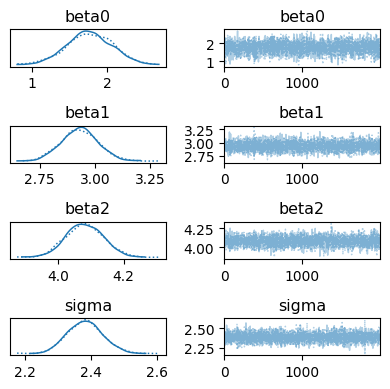 beta0 beta0
2
1
1 2 0 1000
beta1 beta1
3.25
3.00
2.75
2.75 3.00 3.25 0 1000
beta2 beta2
4.25
4.00
4.0 4.2 0 1000
sigma sigma
2.50
2.25
2.2 2.4 2.6 0 1000